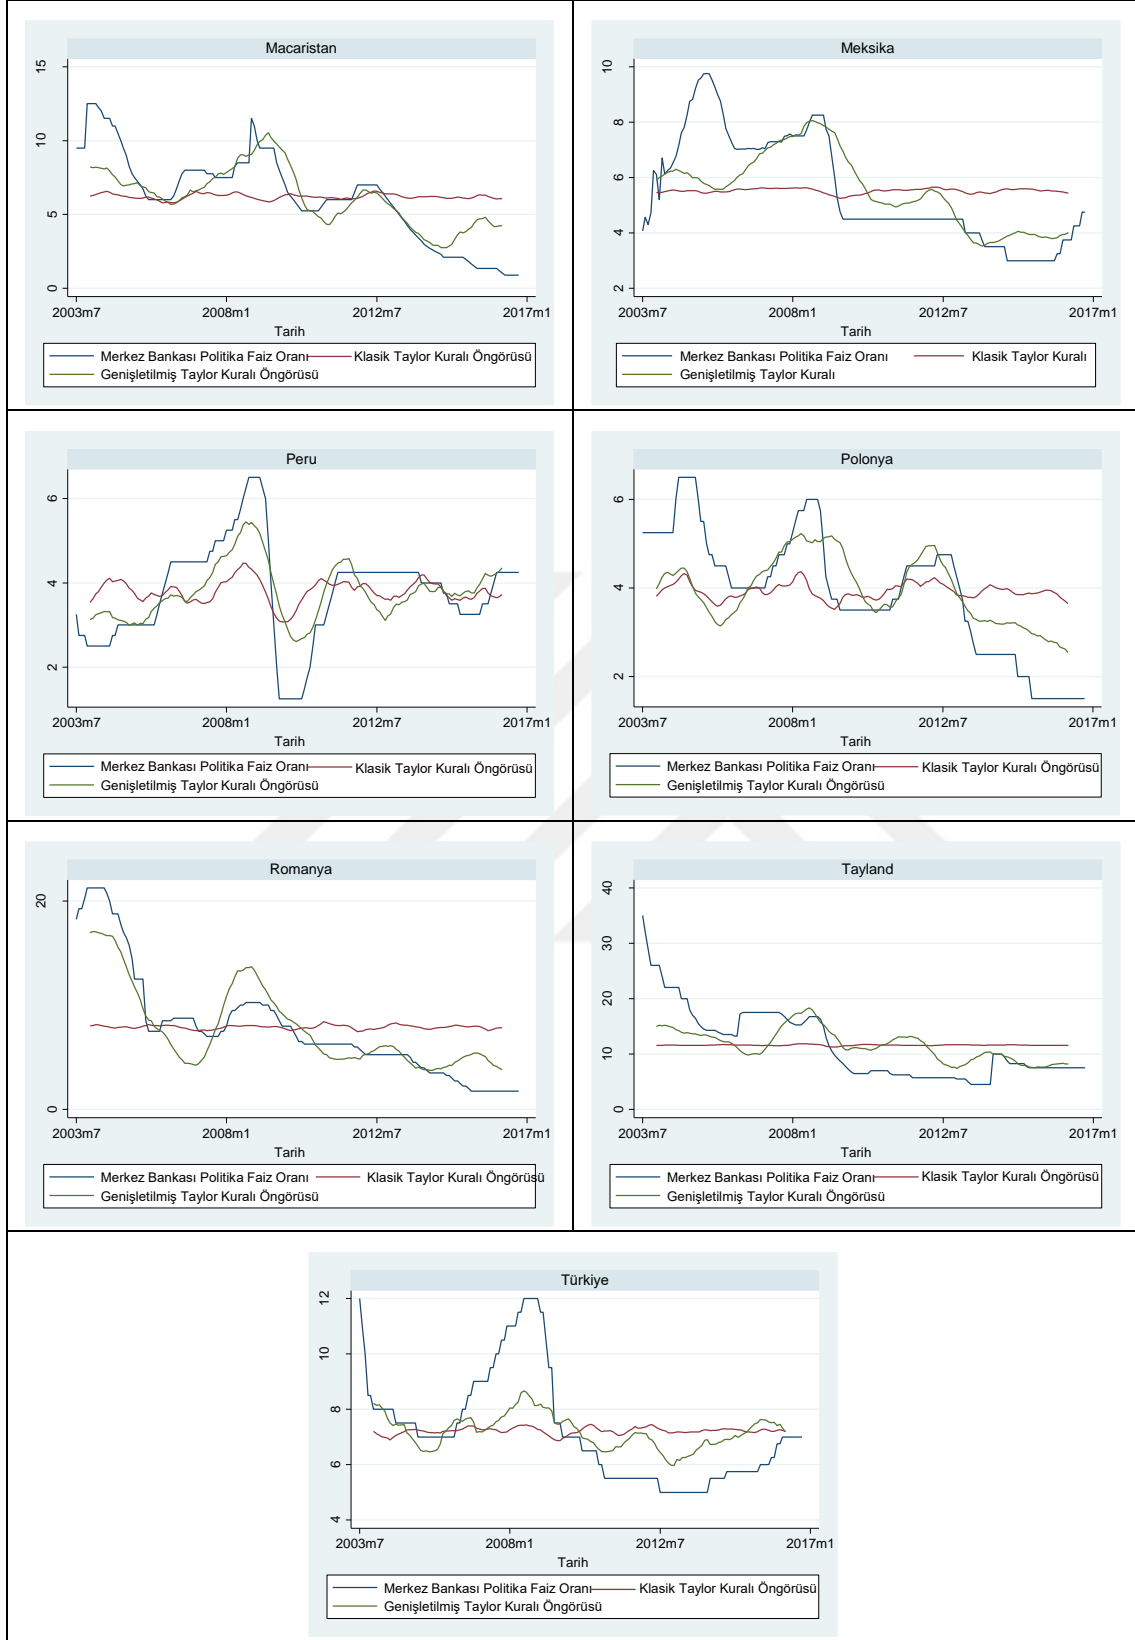 Macaristan
15
10
5
0
2003m7 2008m1 2012m7 2017m1
Tarih
Merkez Bankası Politika Faiz Oranı Klasik Taylor Kuralı Öngörüsü
Genişletilmiş Taylor Kuralı Öngörüsü
Meksika
10
8
6
4
2
2003m7 2008m1 2012m7 2017m1
Tarih
Merkez Bankası Politika Faiz Oranı Klasik Taylor Kuralı
Genişletilmiş Taylor Kuralı
Peru
6
4
2
2003m7 2008m1 2012m7 2017m1
Tarih
Merkez Bankası Politika Faiz Oranı Klasik Taylor Kuralı Öngörüsü
Genişletilmiş Taylor Kuralı Öngörüsü
Polonya
6
4
2
2003m7 2008m1 2012m7 2017m1
Tarih
Merkez Bankası Politika Faiz Oranı Klasik Taylor Kuralı Öngörüsü
Genişletilmiş Taylor Kuralı Öngörüsü
Romanya
20
0
2003m7 2008m1 2012m7 2017m1
Tarih
Merkez Bankası Politika Faiz Oranı Klasik Taylor Kuralı Öngörüsü
Genişletilmiş Taylor Kuralı Öngörüsü
Tayland
40
30
20
10
0
2003m7 2008m1 2012m7 2017m1
Tarih
Merkez Bankası Politika Faiz Oranı Klasik Taylor Kuralı Öngörüsü
Genişletilmiş Taylor Kuralı Öngörüsü
Türkiye
12
10
8
6
4
2003m7 2008m1 2012m7 2017m1
Tarih
Merkez Bankası Politika Faiz Oranı Klasik Taylor Kuralı Öngörüsü
Genişletilmiş Taylor Kuralı Öngörüsü